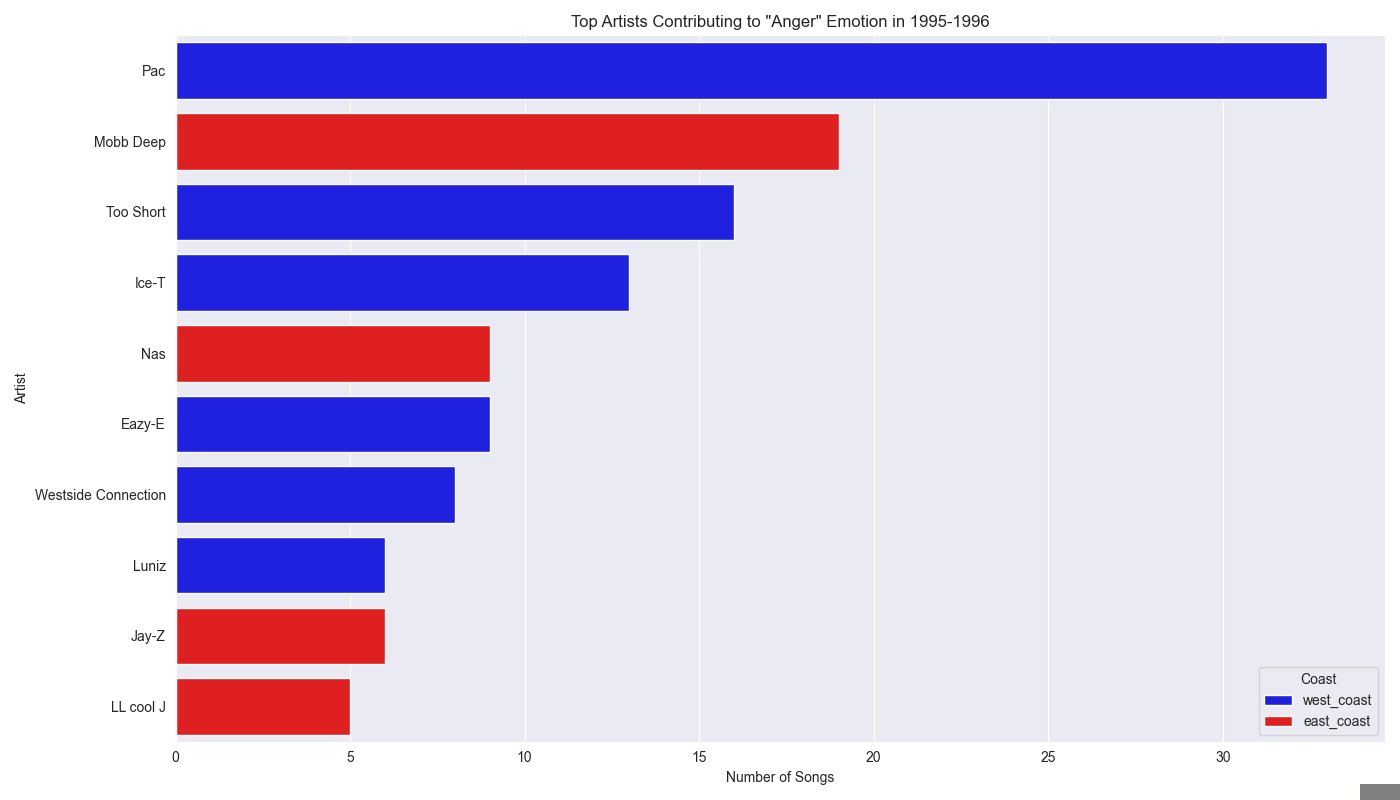 Top Artists Contributing to "Anger" Emotion in 1995-1996
Pac
Mobb Deep
Too Short
Ice-T
Nas
Eazy-E
Westside Connection
Luniz
Jay-Z
LL cool J
Artist
0 5 10 15 20 25 30
Number of Songs
Coast
west_coast
east_coast